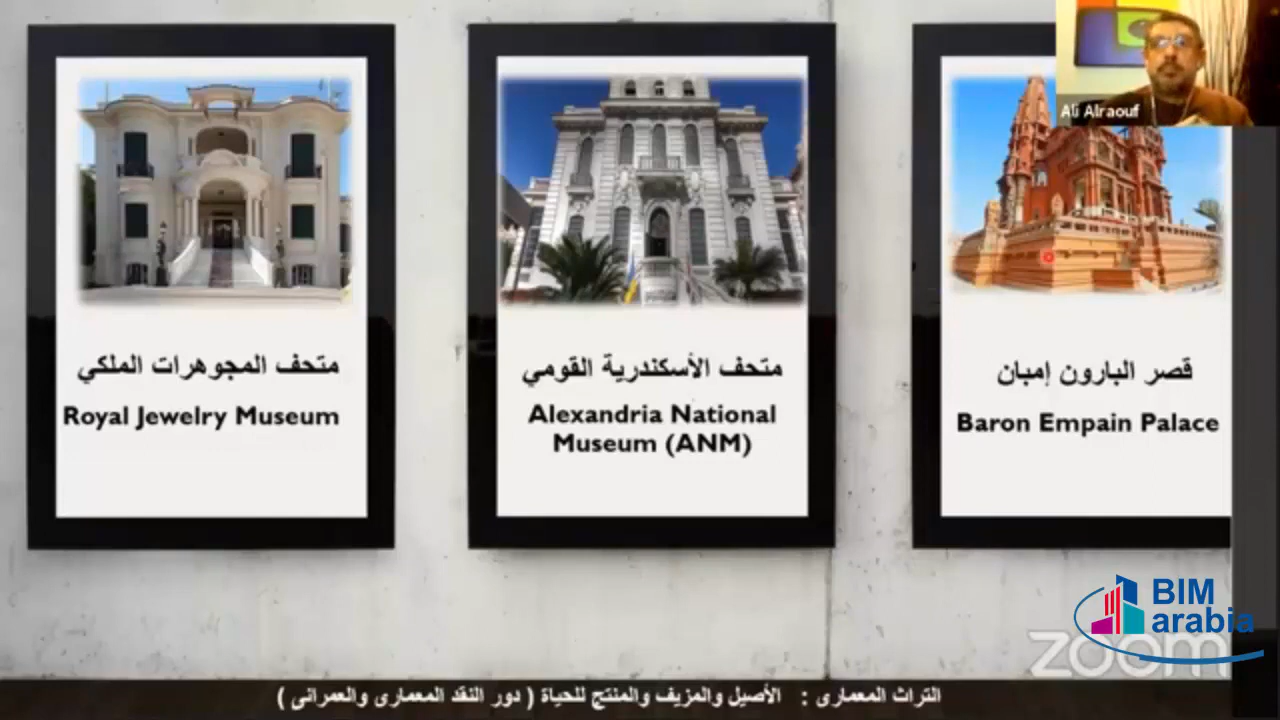 Ali Alraouf
متحف المجوهرات الملكي
Royal Jewelry Museum
متحف الأسكندرية القومي
Alexandria National
Museum (ANM)
قصر البارون إمبان
Baron Empain Palace
BIM
arabia
zoom
التراث المعمارى : الأصيل والمزيف والمنتج للحياة ( دور النقد المعمارى والعمرانى )